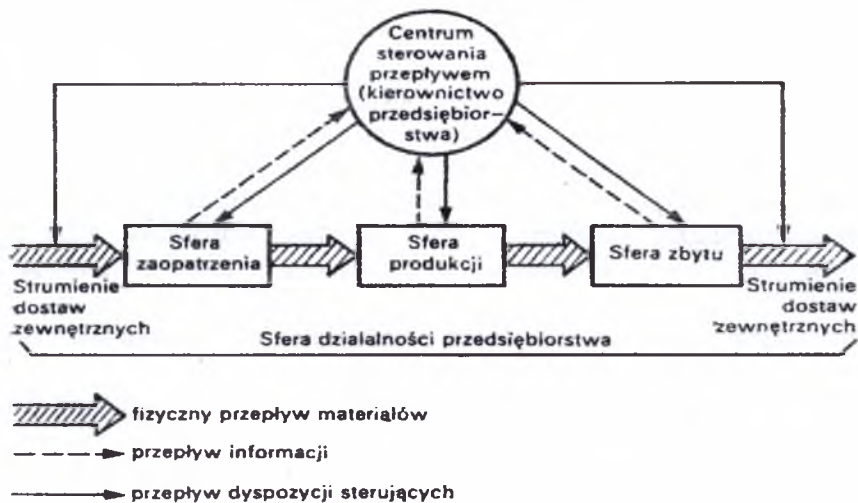 Centrum
sterowania
przepływem
(kierownictwo
przedsiębior-
stwa)
Sfera
zaopatrzenia
Sfera
produkcji
Sfera zbytu
Strumienie
dostaw
zewnętrznych
Strumienie
dostaw
zewnętrznych
Sfera działalności przedsiębiorstwa
fizyczny przepływ materiałów
przepływ informacji
przepływ dyspozycji sterujących